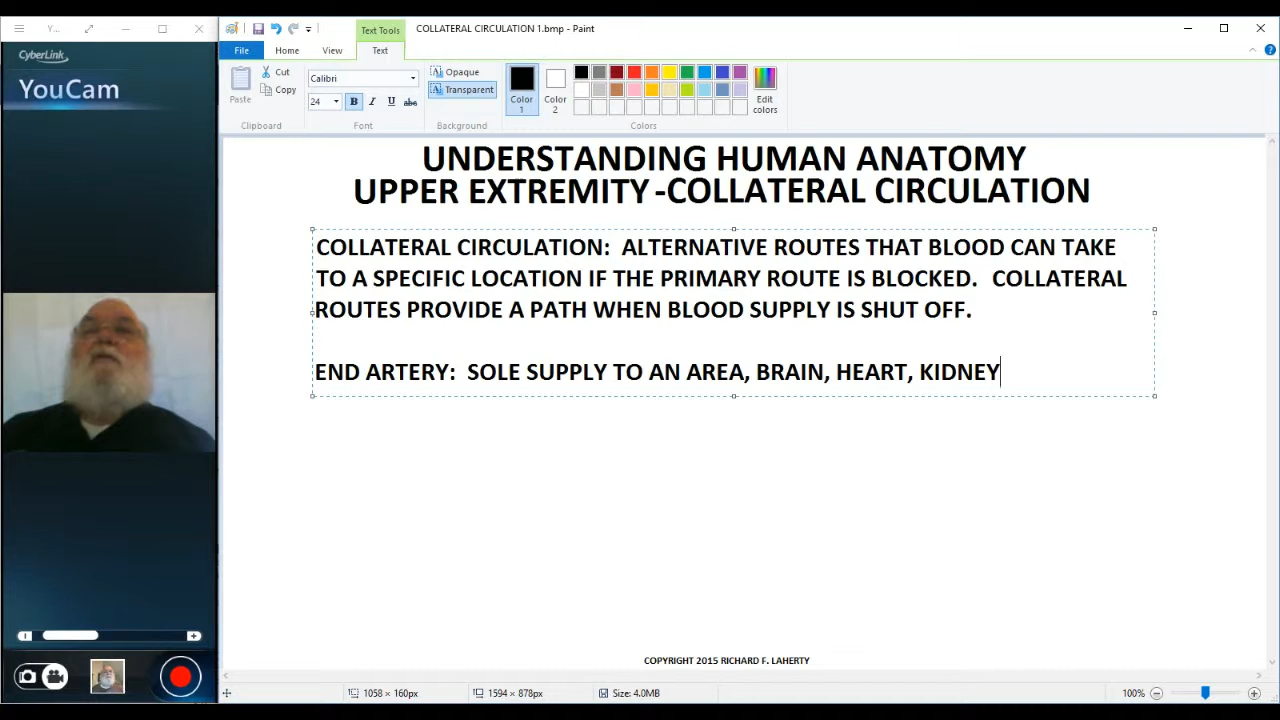 Y...
COLLATERAL CIRCULATION 1.bmp - Paint
Text Tools
File
Home
View
Text
CyberLink
YouCam
Paste
Cut
Copy
Clipboard
Calibri
24
B I U abc
Font
Opaque
Transparent
Background
Color 1
Color 2
Edit colors
Colors
UNDERSTANDING HUMAN ANATOMY
UPPER EXTREMITY -COLLATERAL CIRCULATION
COLLATERAL CIRCULATION: ALTERNATIVE ROUTES THAT BLOOD CAN TAKE
TO A SPECIFIC LOCATION IF THE PRIMARY ROUTE IS BLOCKED. COLLATERAL
ROUTES PROVIDE A PATH WHEN BLOOD SUPPLY IS SHUT OFF.
END ARTERY: SOLE SUPPLY TO AN AREA, BRAIN, HEART, KIDNEY
COPYRIGHT 2015 RICHARD F. LAHERTY
1058 × 160px
1594 × 878px
Size: 4.0MB
100%